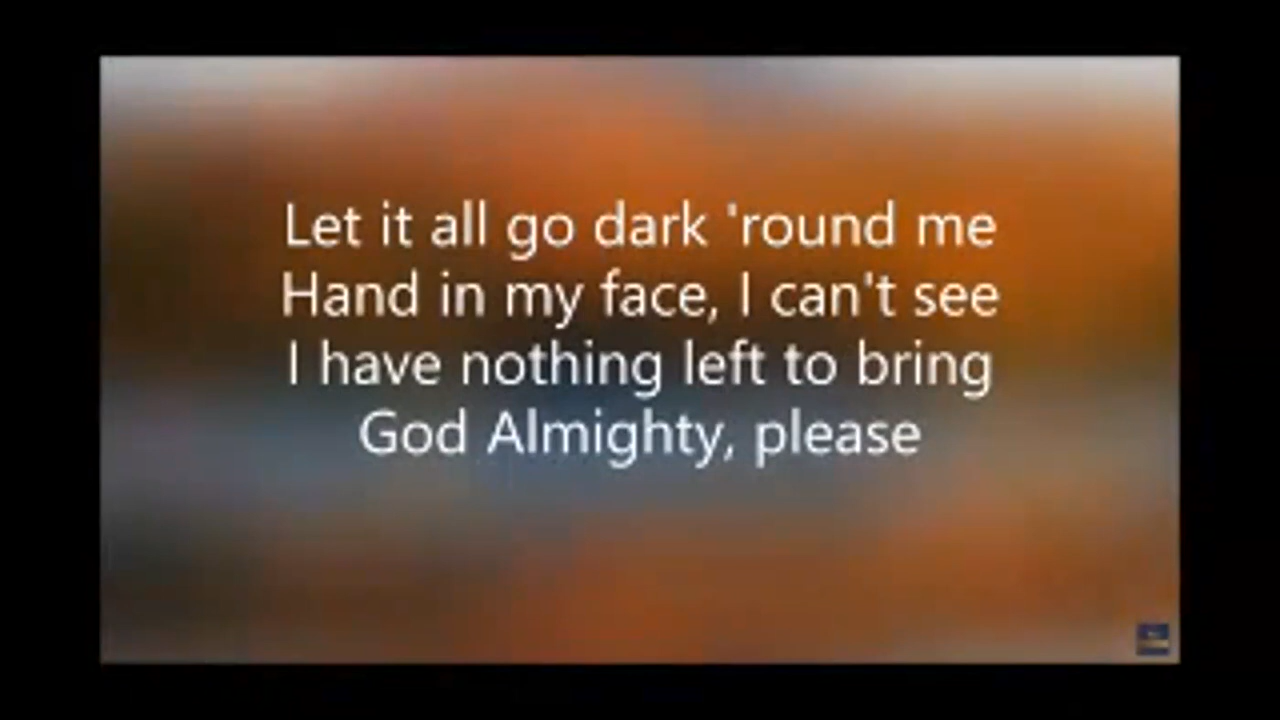 Let it all go dark 'round me
Hand in my face, I can't see
I have nothing left to bring
God Almighty, please